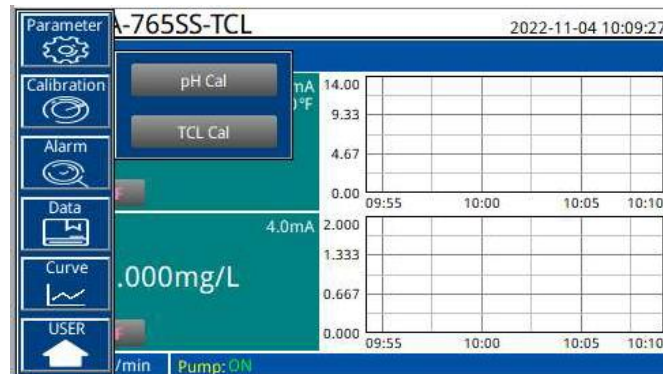 Parameter
A-765SS-TCL
2022-11-04 10:09:27
Calibration
pH Cal
TCL Cal
mA
°F
14.00
9.33
4.67
0.00
09:55
10:00
10:05
10:10
Alarm
Data
4.0mA
2.000
1.333
0.667
0.000
09:55
10:00
10:05
10:10
Curve
.000mg/L
USER
/min
Pump:ON